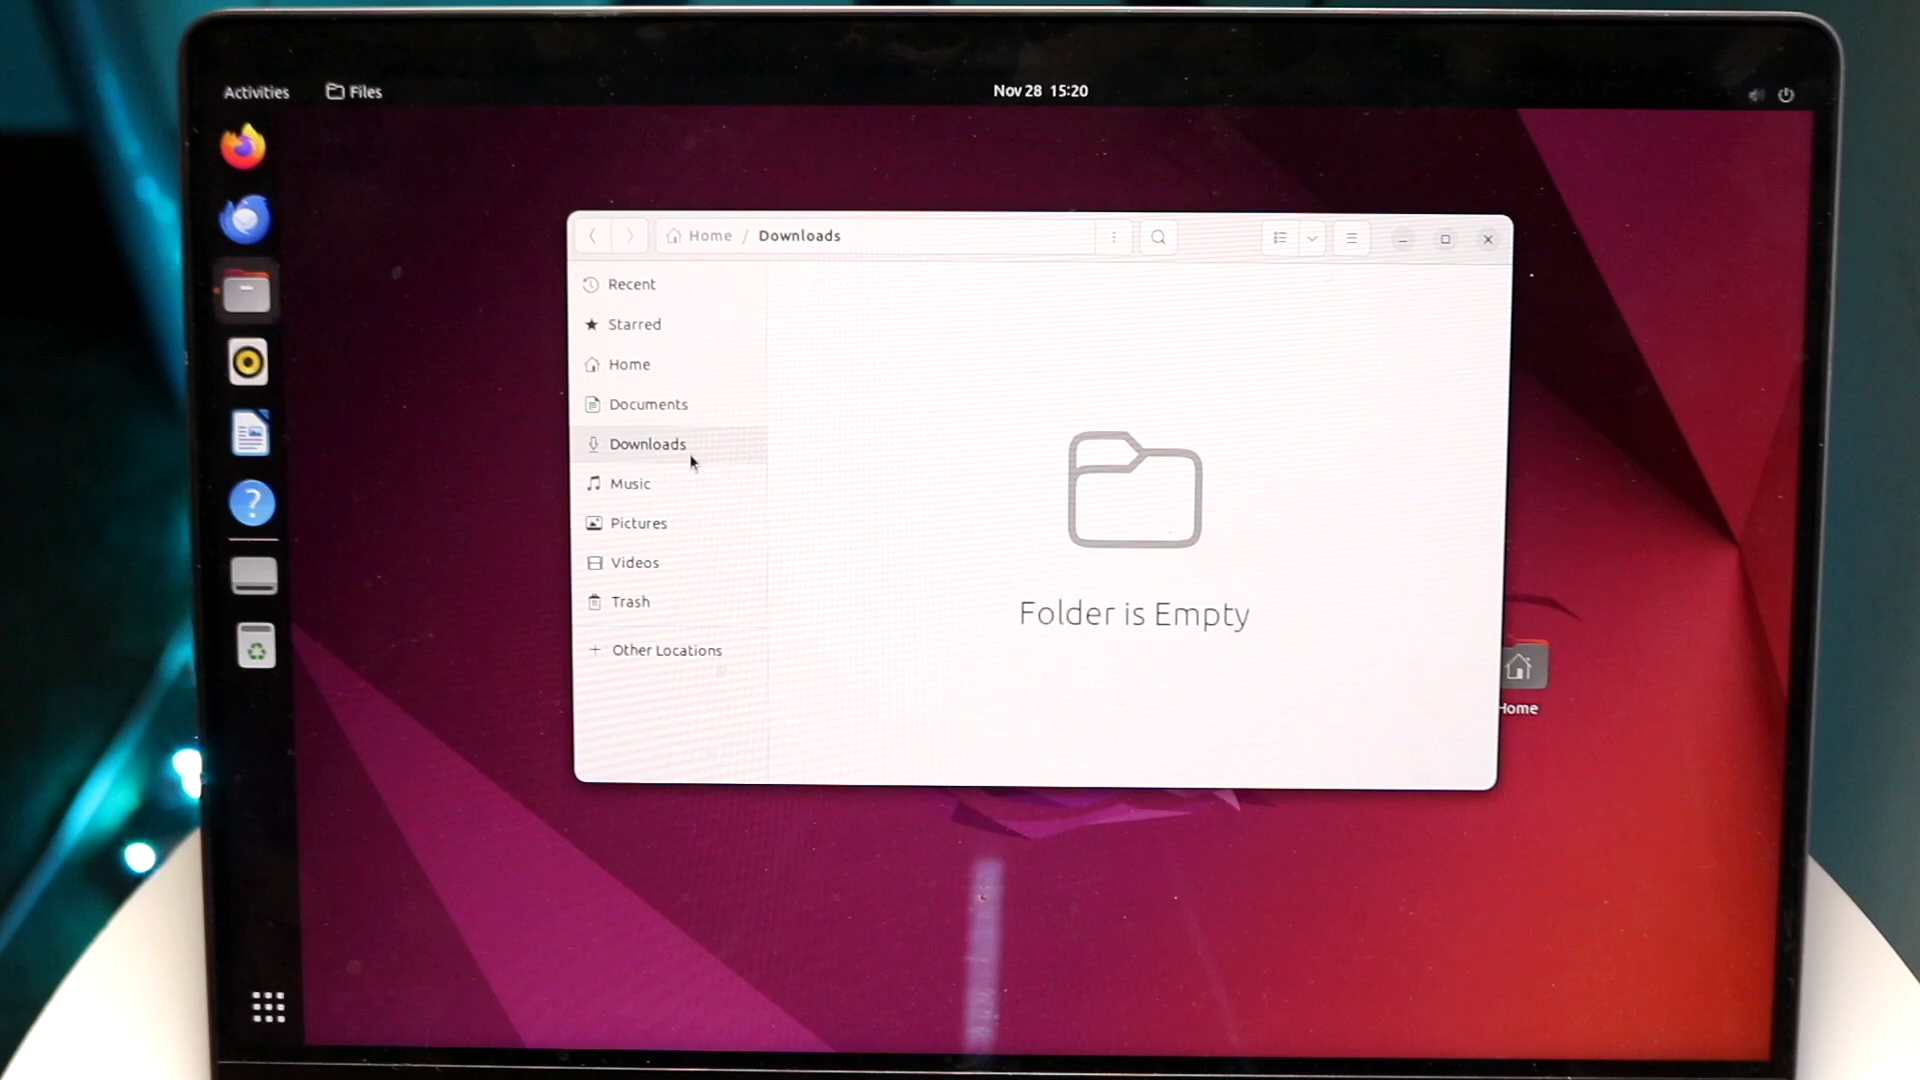 Activities Files Nov 28 15:20
Home / Downloads
Recent
Starred
Home
Documents
Downloads
Music
Pictures
Videos
Trash
+ Other Locations
Folder is Empty
Home